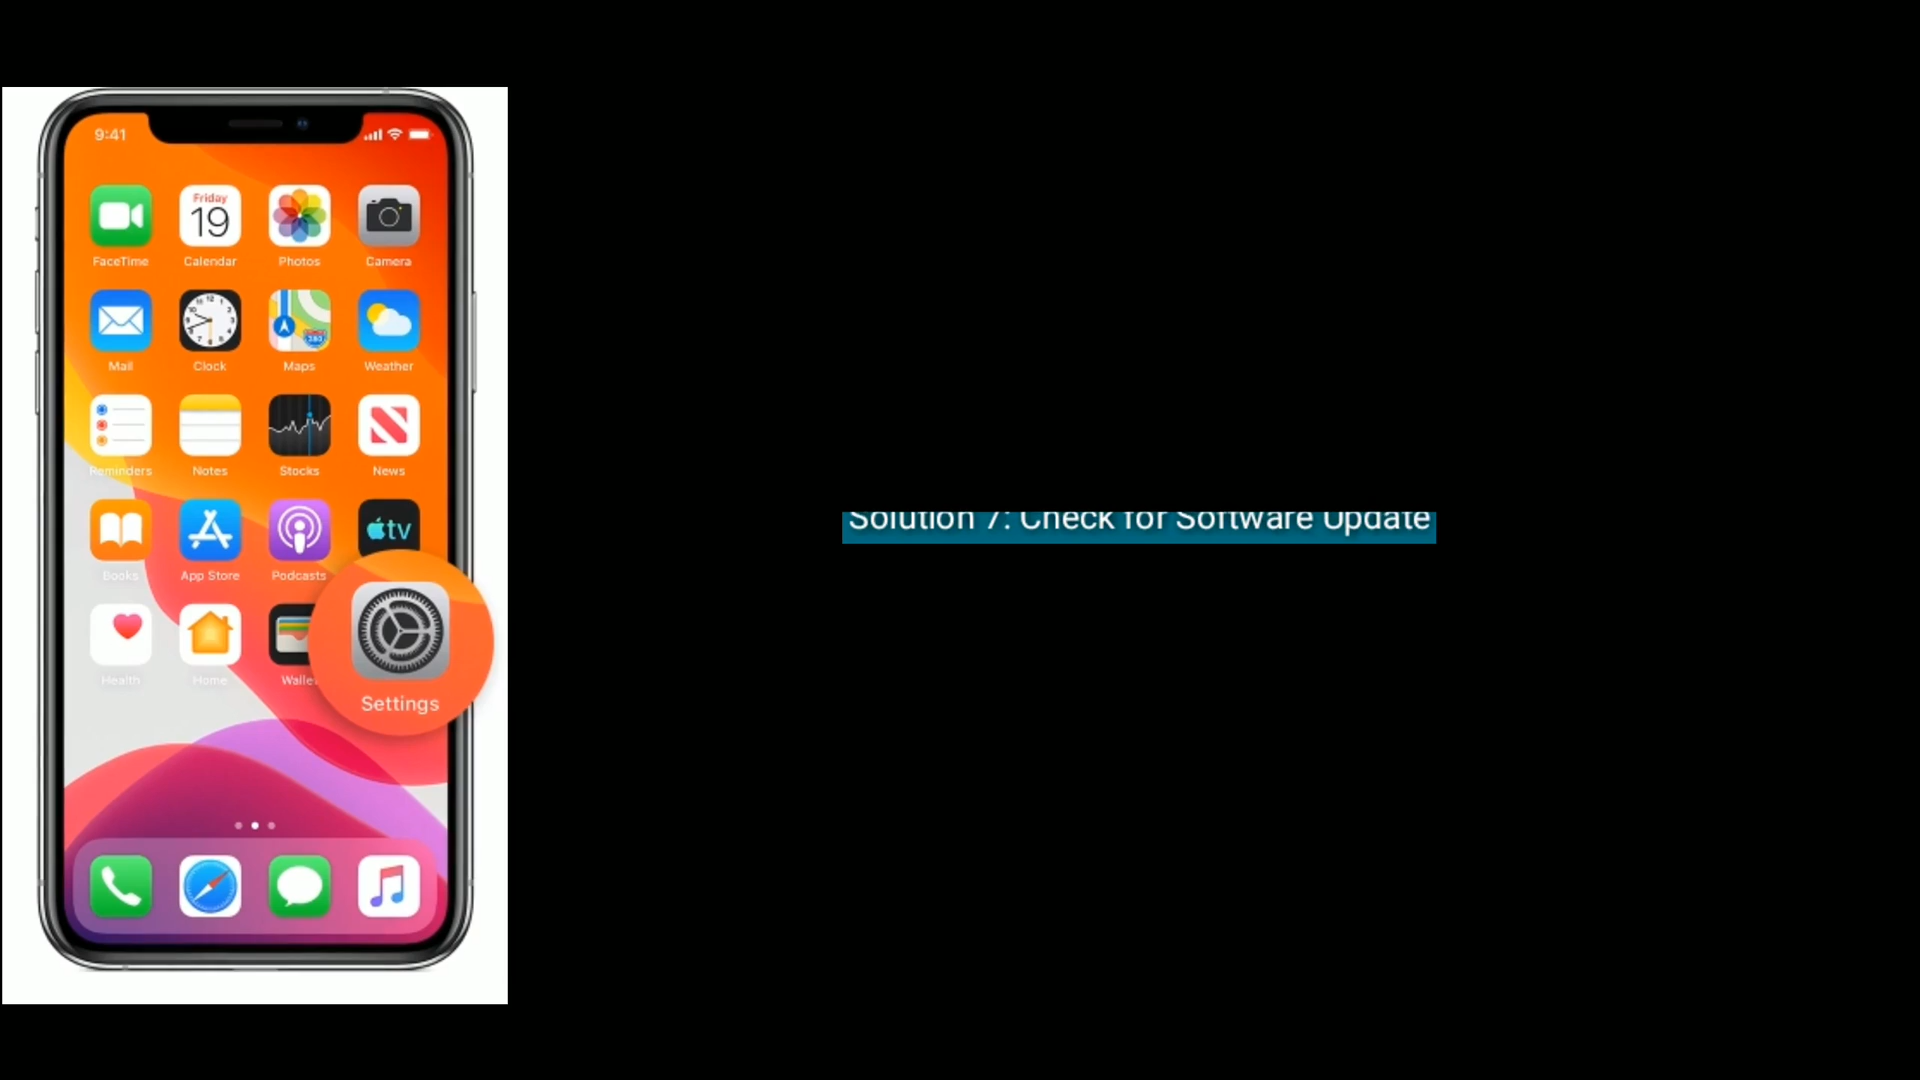 9:41
Friday
19
FaceTime
Calendar
Photos
Camera
280
Mail
Clock
Maps
Weather
Reminders
Notes
Stocks
News
tv
Books
App Store
Podcasts
Health
Home
Settings
Solution 7: Check for Software Update